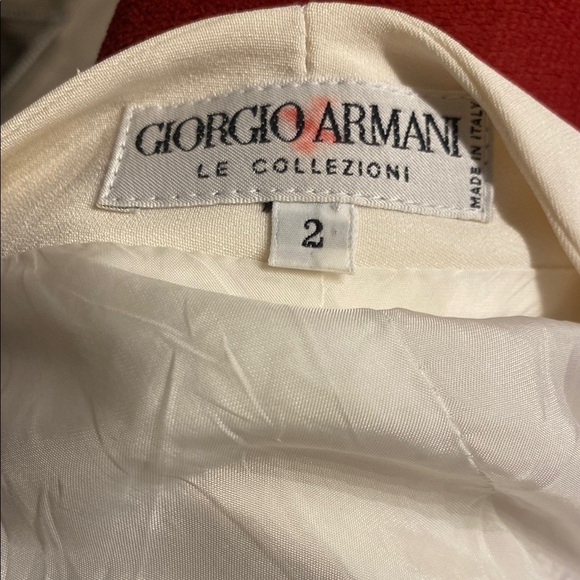 GIORGIO ARMANI
LE COLLEZIONI
MADE IN ITALY
2